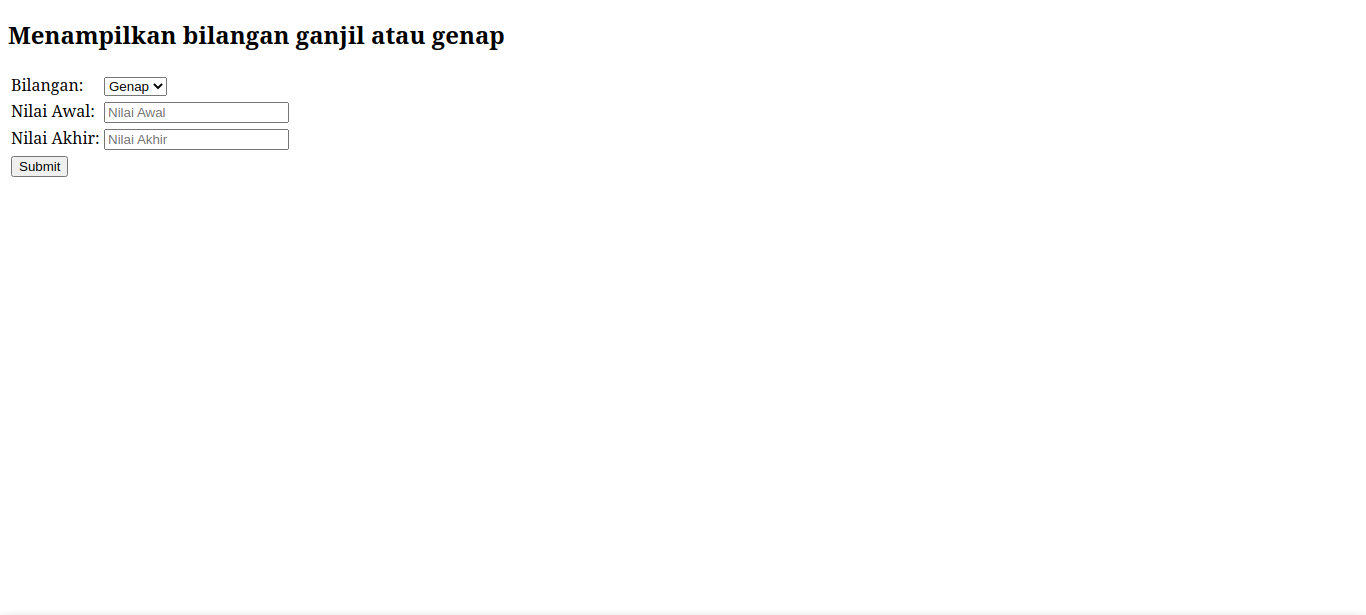 Menampilkan bilangan ganjil atau genap
Bilangan: Genap
Nilai Awal: Nilai Awal
Nilai Akhir: Nilai Akhir
Submit